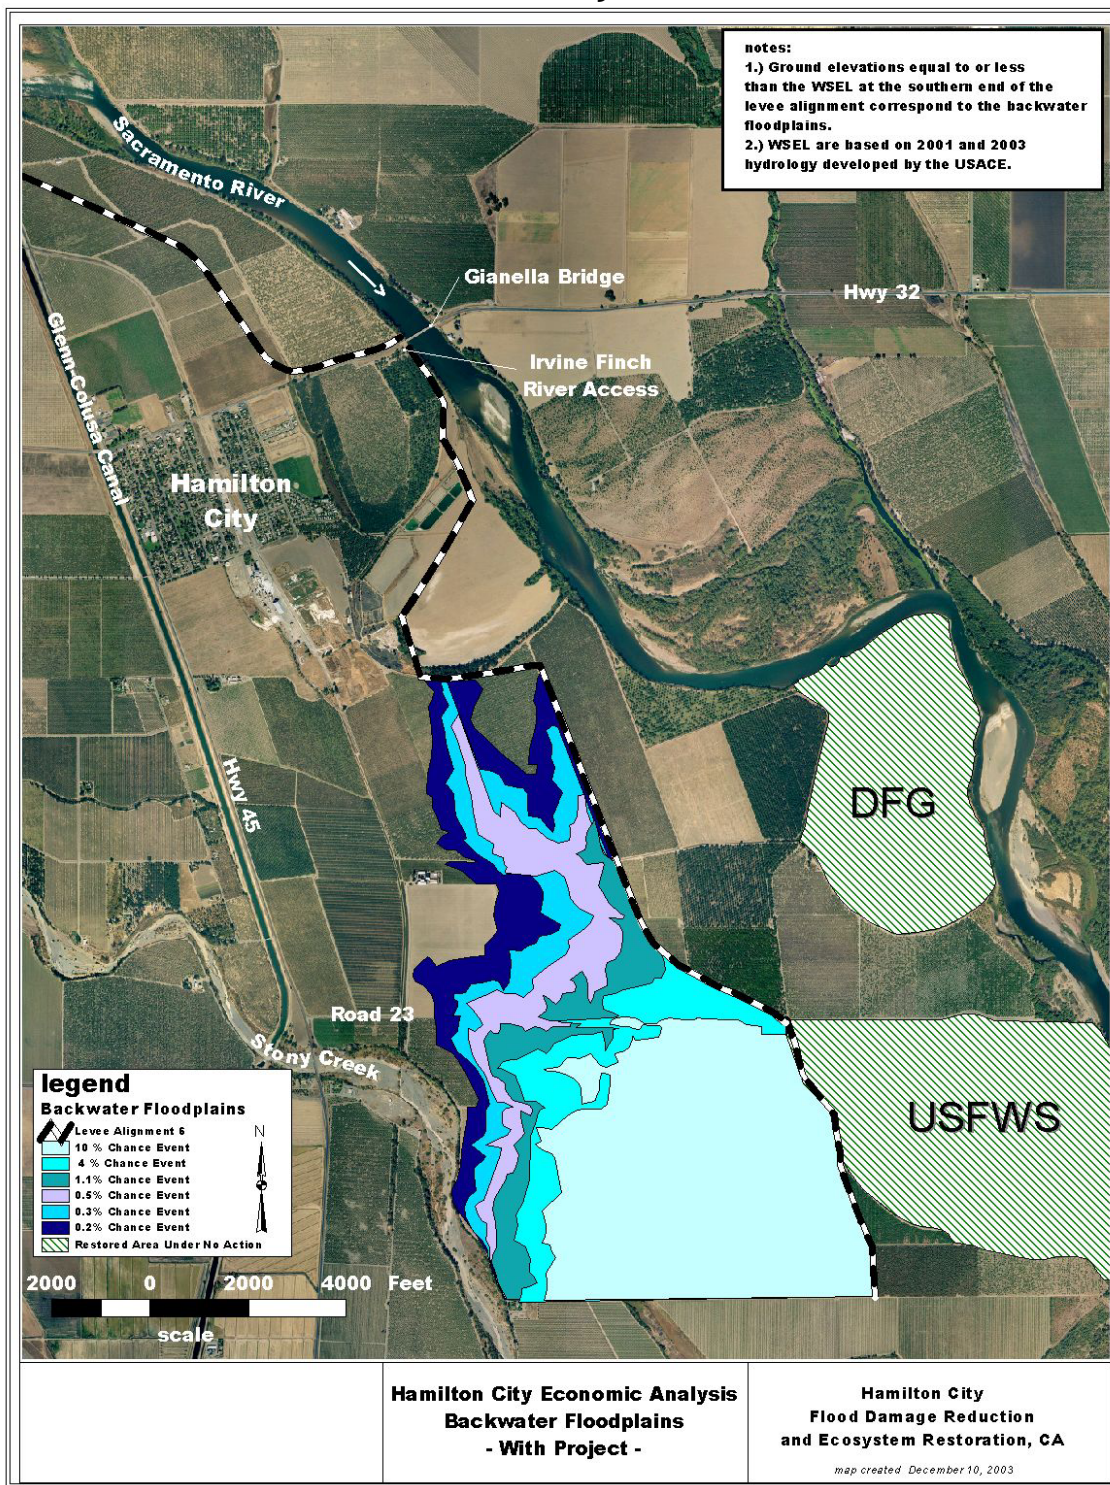 notes:
1.) Ground elevations equal to or less
than the WSEL at the southern end of the
levee alignment correspond to the backwater
floodplains.
2.) WSEL are based on 2001 and 2003
hydrology developed by the USACE.
Sacramento River
Gianella Bridge
Hwy 32
Irvine Finch
River Access
Glenn-Colusa Canal
Hamilton
City
Hwy 45
DFG
Road 23
Stony Creek
USFWS
legend
Backwater Floodplains
Levee Alignment 6
N
10 % Chance Event
4 % Chance Event
1.1% Chance Event
0.5% Chance Event
0.3% Chance Event
0.2% Chance Event
Restored Area Under No Action
2000 0 2000 4000 Feet
scale
Hamilton City Economic Analysis
Backwater Floodplains
- With Project -
Hamilton City
Flood Damage Reduction
and Ecosystem Restoration, CA
map created December 10, 2003